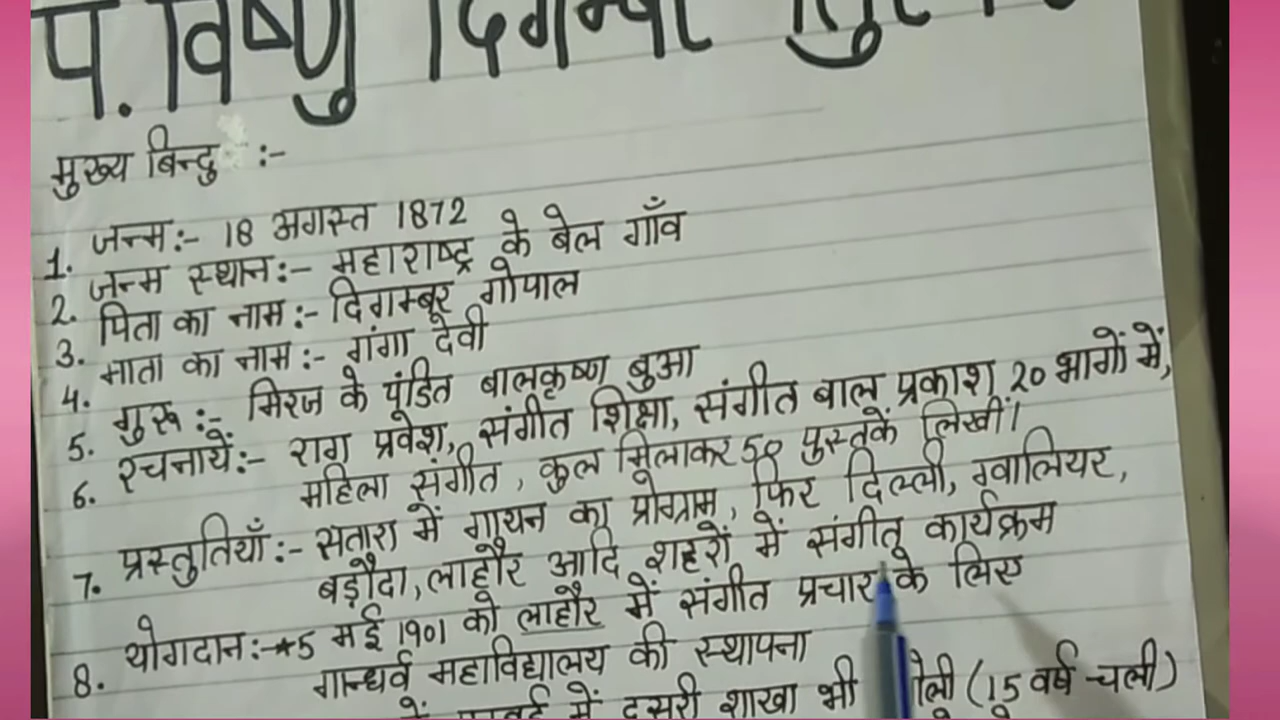 पं. विष्णु दिगम्बर
मुख्य बिन्दु :-
1. जन्म:- 18 अगस्त 1872
2. जन्म स्थान:- महाराष्ट्र के बेल गाँव
3. पिता का नाम:- दिगम्बर गोपाल
4. माता का नाम:- गंगा देवी
5. गुरू:- मिरज के पंडित बालकृष्ण बुआ
6. रचनायें:- राग प्रवेश, संगीत शिक्षा, संगीत बाल प्रकाश 20 भागों में,
महिला संगीत, कुल मिलाकर 50 पुस्तकें लिखीं।
7. प्रस्तुतियाँ:- सतारा में गायन का प्रोग्राम, फिर दिल्ली, ग्वालियर,
बड़ौदा, लाहौर आदि शहरों में संगीत कार्यक्रम
8. योगदान:-*5 मई 1901 को लाहौर में संगीत प्रचार के लिए
गान्धर्व महाविद्यालय की स्थापना
में दूसरी शाखा भी (15 वर्ष चली)